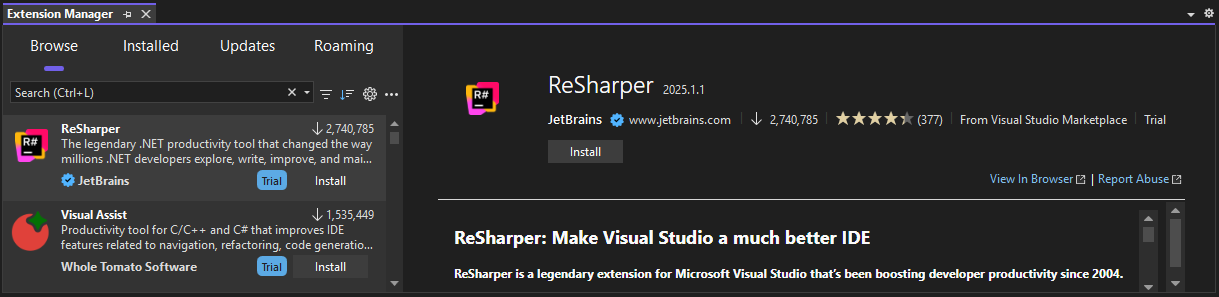 Extension Manager
Browse Installed Updates Roaming
Search (Ctrl+L)
R#
ReSharper 2,740,785
The legendary .NET productivity tool that changed the way
millions .NET developers explore, write, improve, and mai...
JetBrains Trial Install
Visual Assist 1,535,449
Productivity tool for C/C++ and C# that improves IDE
features related to navigation, refactoring, code generatio...
Whole Tomato Software Trial Install
R#
ReSharper 2025.1.1
JetBrains www.jetbrains.com | 2,740,785 | (377) | From Visual Studio Marketplace | Trial
Install
View In Browser | Report Abuse
ReSharper: Make Visual Studio a much better IDE
ReSharper is a legendary extension for Microsoft Visual Studio that's been boosting developer productivity since 2004.